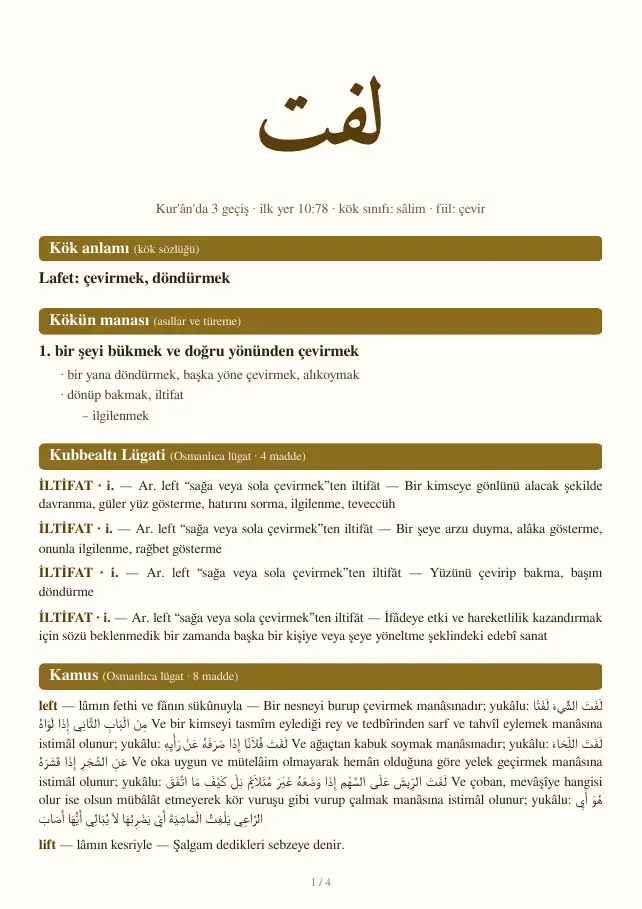 لفت
Kur'ân'da 3 geçiş · ilk yer 10:78 · kök sınıfı: sâlim · fiil: çevir
Kök anlamı (kök sözlüğü)
Lafet: çevirmek, döndürmek
Kökün manası (asıllar ve türeme)
1. bir şeyi bükmek ve doğru yönünden çevirmek
· bir yana döndürmek, başka yöne çevirmek, alıkoymak
· dönüp bakmak, iltifat
– ilgilenmek
Kubbealtı Lügati (Osmanlıca lügat · 4 madde)
İLTİFAT · i. — Ar. left “sağa veya sola çevirmek”ten iltifāt — Bir kimseye gönlünü alacak şekilde
davranma, güler yüz gösterme, hatırını sorma, ilgilenme, teveccüh
İLTİFAT · i. — Ar. left “sağa veya sola çevirmek”ten iltifāt — Bir şeye arzu duyma, alâka gösterme,
onunla ilgilenme, rağbet gösterme
İLTİFAT · i. — Ar. left “sağa veya sola çevirmek”ten iltifāt — Yüzünü çevirip bakma, başını
döndürme
İLTİFAT · i. — Ar. left “sağa veya sola çevirmek”ten iltifāt — İfâdeye etki ve hareketlilik kazandırmak
için sözü beklenmedik bir zamanda başka bir kişiye veya şeye yöneltme şeklindeki edebî sanat
Kamus (Osmanlıca lügat · 8 madde)
left — lâmın fethi ve fânın sükûnuyla — Bir nesneyi burup çevirmek manâsınadır; yukâlu: لَفَتَ الشَّيْءَ لَفْتًا
مِنَ الْبَابِ الثَّانِي إِذَا لَوَاهُ Ve bir kimseyi tasmîm eylediği rey ve tedbîrinden sarf ve tahvîl eylemek manâsına
istimâl olunur; yukâlu: لَفَتَ فُلَانًا إِذَا صَرَفَهُ عَنْ رَأْيِهِ Ve ağaçtan kabuk soymak manâsınadır; yukâlu: لَفَتَ اللِّحَاءَ
عَنِ الشَّجَرِ إِذَا قَشَرَهُ Ve oka uygun ve mütelâim olmayarak hemân olduğuna göre yelek geçirmek manâsına
istimâl olunur; yukâlu: لَفَتَ الرِّيشَ عَلَى السَّهْمِ إِذَا وَضَعَهُ غَيْرَ مُتَلَائِمٍ بَلْ كَيْفَ مَا اتَّفَقَ Ve çoban, mevâşîye hangisi
olur ise olsun mübâlât etmeyerek kör vuruşu gibi vurup çalmak manâsına istimâl olunur; yukâlu: هُوَ أَيِ
الرَّاعِي يَلْفِتُ الْمَاشِيَةَ أَيْ يَضْرِبُهَا لَا يُبَالِي أَيَّهَا أَصَابَ
lift — lâmın kesriyle — Şalgam dedikleri sebzeye denir.
1 / 4